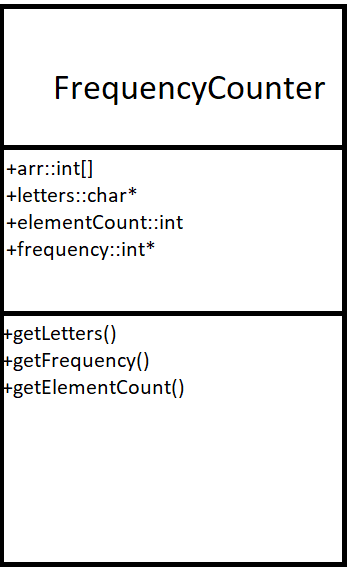 FrequencyCounter
+arr::int[]
+letters::char*
+elementCount::int
+frequency::int*
+getLetters()
+getFrequency()
+getElementCount()